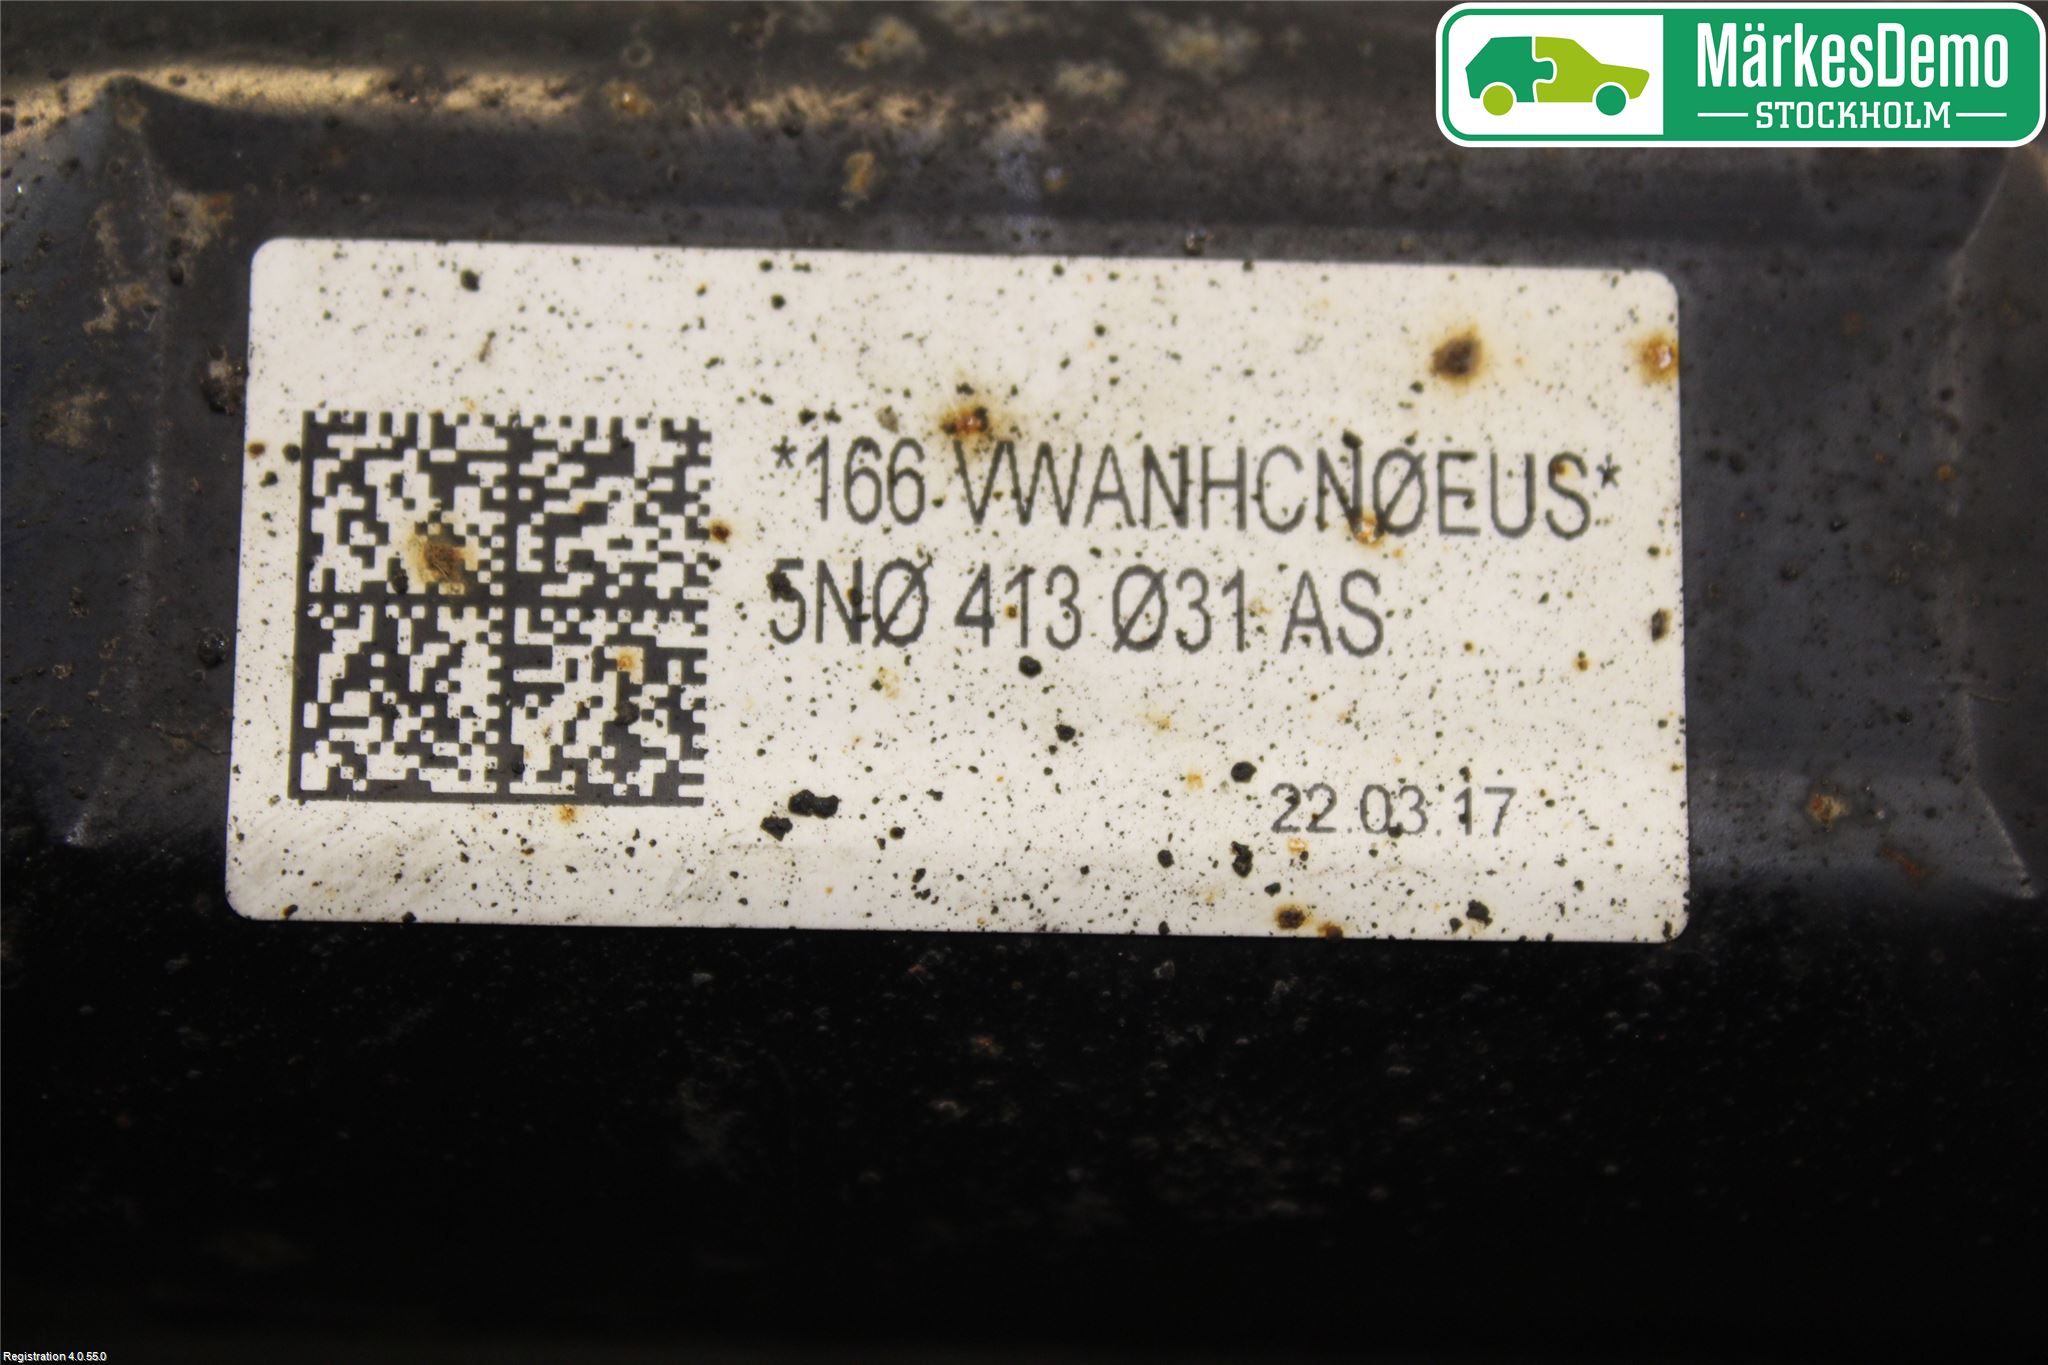 MärkesDemo
STOCKHOLM
*166 VWANHCNØEUS*
5NØ 413 Ø31 AS
22.03.17
Registration 4.0.55.0